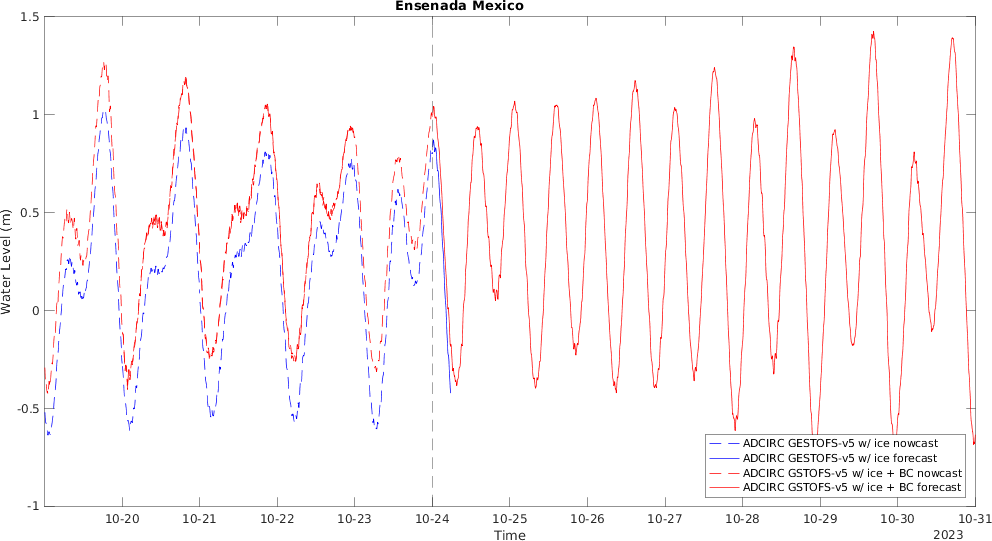 Ensenada Mexico
1.5
1
0.5
0
-0.5
-1
Water Level (m)
10-20 10-21 10-22 10-23 10-24 10-25 10-26 10-27 10-28 10-29 10-30 10-31
Time
2023
ADCIRC GESTOFS-v5 w/ ice nowcast
ADCIRC GESTOFS-v5 w/ ice forecast
ADCIRC GSTOFS-v5 w/ ice + BC nowcast
ADCIRC GSTOFS-v5 w/ ice + BC forecast